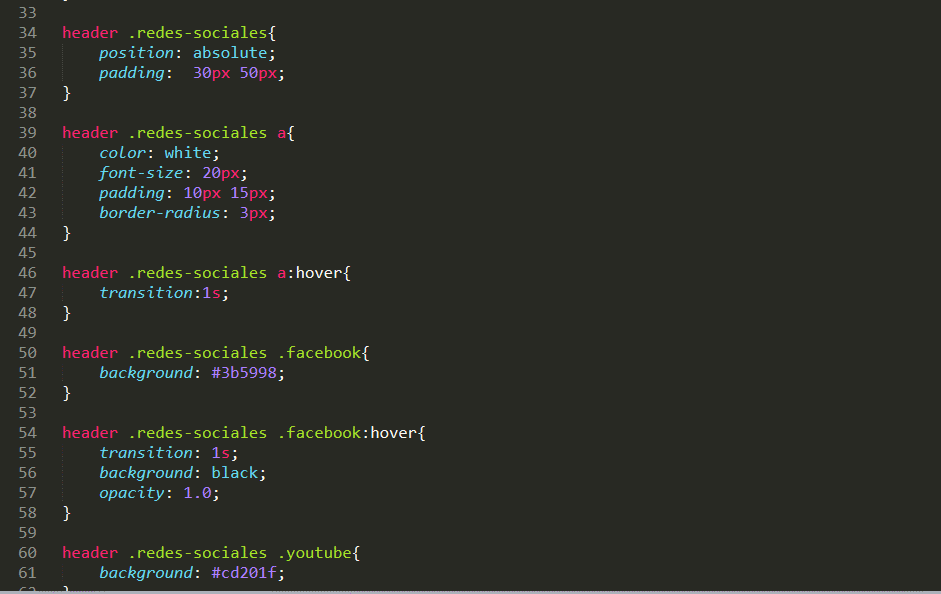 33
34 header .redes-sociales{
35 position: absolute;
36 padding:  30px 50px;
37 }
38
39 header .redes-sociales a{
40 color: white;
41 font-size: 20px;
42 padding: 10px 15px;
43 border-radius: 3px;
44 }
45
46 header .redes-sociales a:hover{
47 transition:1s;
48 }
49
50 header .redes-sociales .facebook{
51 background: #3b5998;
52 }
53
54 header .redes-sociales .facebook:hover{
55 transition: 1s;
56 background: black;
57 opacity: 1.0;
58 }
59
60 header .redes-sociales .youtube{
61 background: #cd201f;
62 }